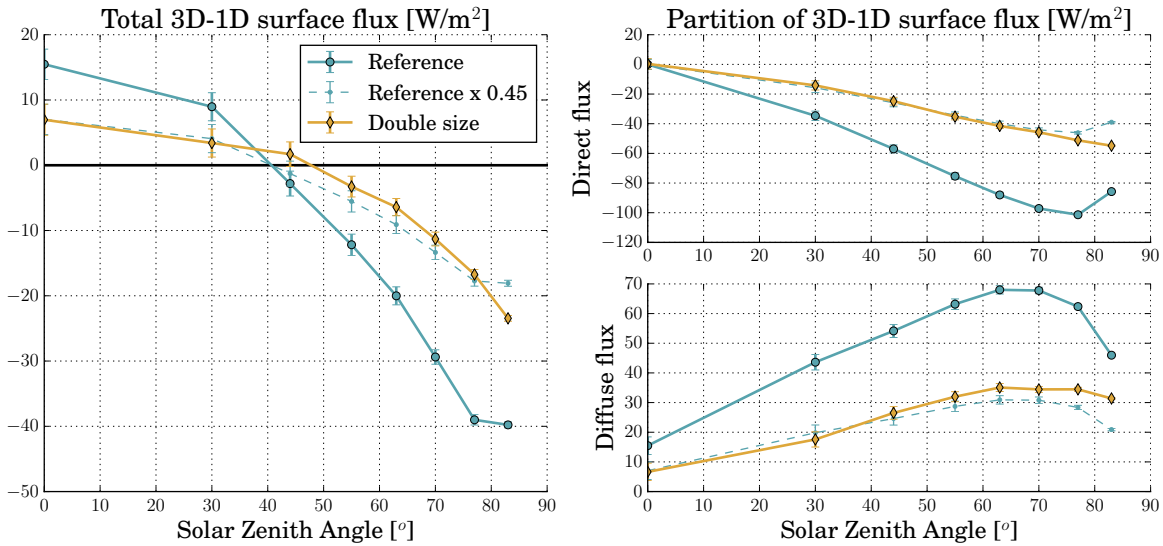 Total 3D-1D surface flux [W/m²]
20
10
0
−10
−20
−30
−40
−50
0 10 20 30 40 50 60 70 80 90
Solar Zenith Angle [°]
Reference
Reference x 0.45
Double size
Partition of 3D-1D surface flux [W/m²]
Direct flux
20
0
−20
−40
−60
−80
−100
−120
0 10 20 30 40 50 60 70 80 90
Diffuse flux
70
60
50
40
30
20
10
0
0 10 20 30 40 50 60 70 80 90
Solar Zenith Angle [°]